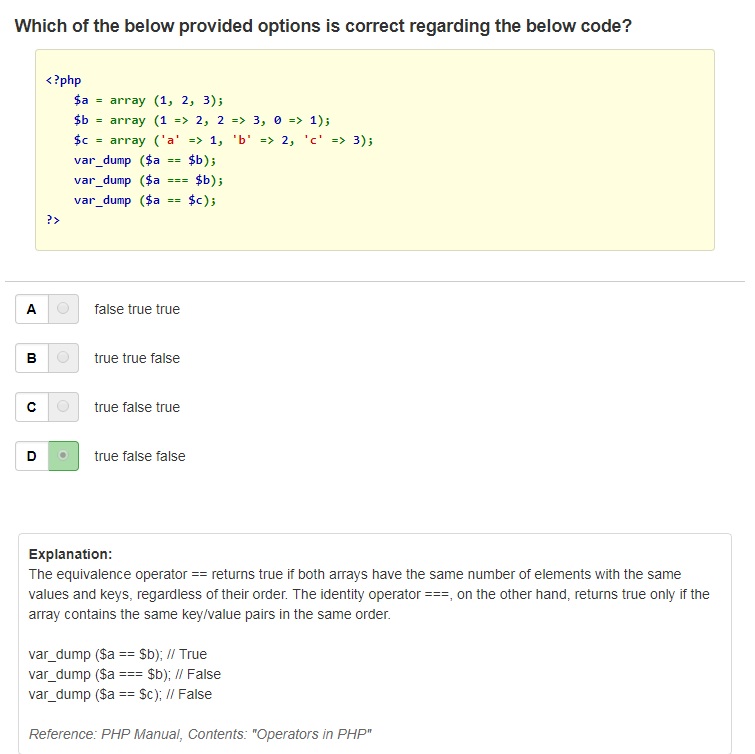 Which of the below provided options is correct regarding the below code?
<?php
$a = array (1, 2, 3);
$b = array (1 => 2, 2 => 3, 0 => 1);
$c = array ('a' => 1, 'b' => 2, 'c' => 3);
var_dump ($a == $b);
var_dump ($a === $b);
var_dump ($a == $c);
?>
A false true true
B true true false
C true false true
D true false false
Explanation:
The equivalence operator == returns true if both arrays have the same number of elements with the same
values and keys, regardless of their order. The identity operator ===, on the other hand, returns true only if the
array contains the same key/value pairs in the same order.
var_dump ($a == $b); // True
var_dump ($a === $b); // False
var_dump ($a == $c); // False
Reference: PHP Manual, Contents: "Operators in PHP"